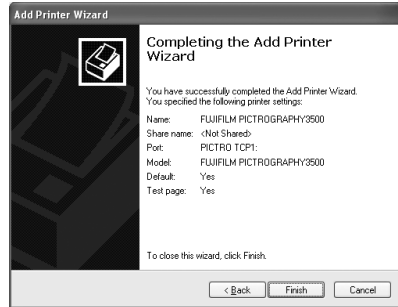 Add Printer Wizard
Completing the Add Printer
Wizard
You have successfully completed the Add Printer Wizard.
You specified the following printer settings:
Name: FUJIFILM PICTROGRAPHY3500
Share name: <Not Shared>
Port: PICTRO TCP1:
Model: FUJIFILM PICTROGRAPHY3500
Default: Yes
Test page: Yes
To close this wizard, click Finish.
< Back Finish Cancel